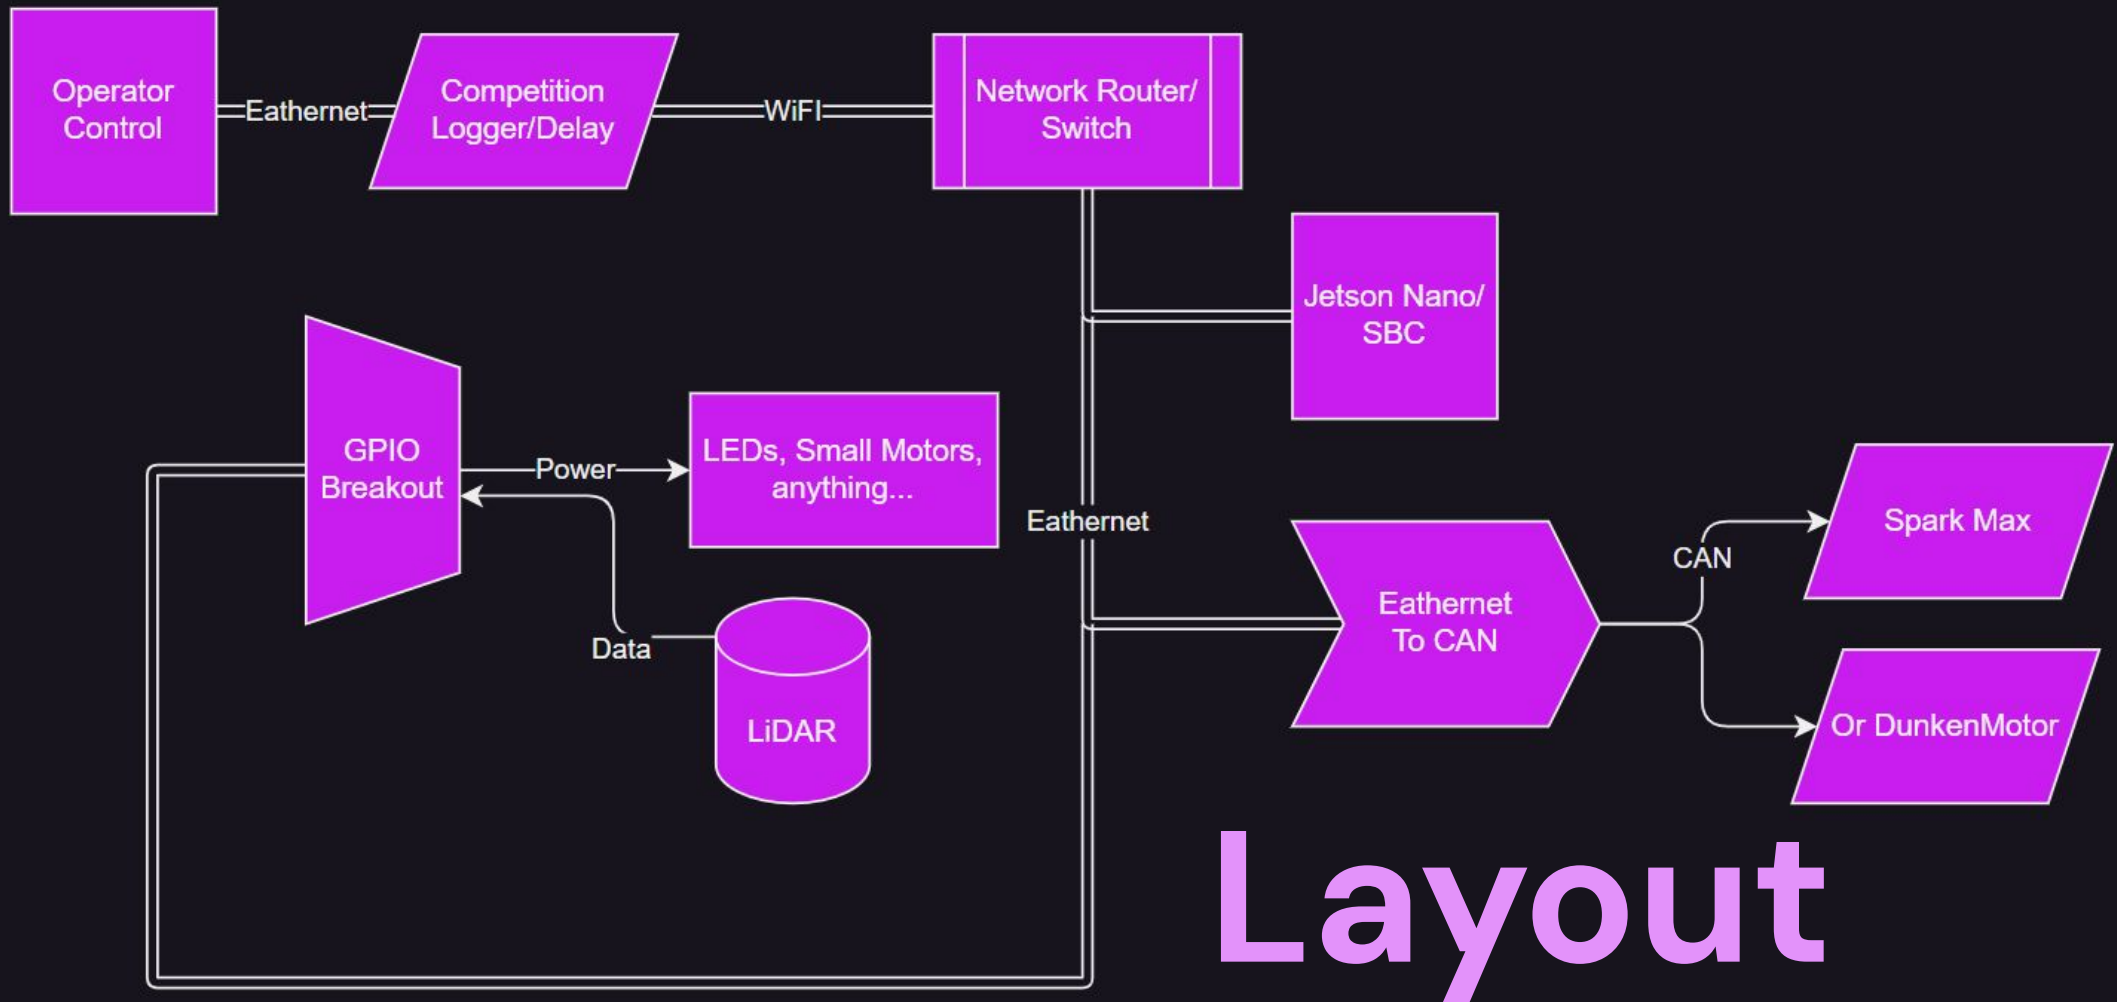 Operator
Control
Eathernet
Competition
Logger/Delay
WiFI
Network Router/
Switch
Jetson Nano/
SBC
GPIO
Breakout
Power
LEDs, Small Motors,
anything...
Data
LiDAR
Eathernet
Eathernet
To CAN
CAN
Spark Max
Or DunkenMotor
Layout